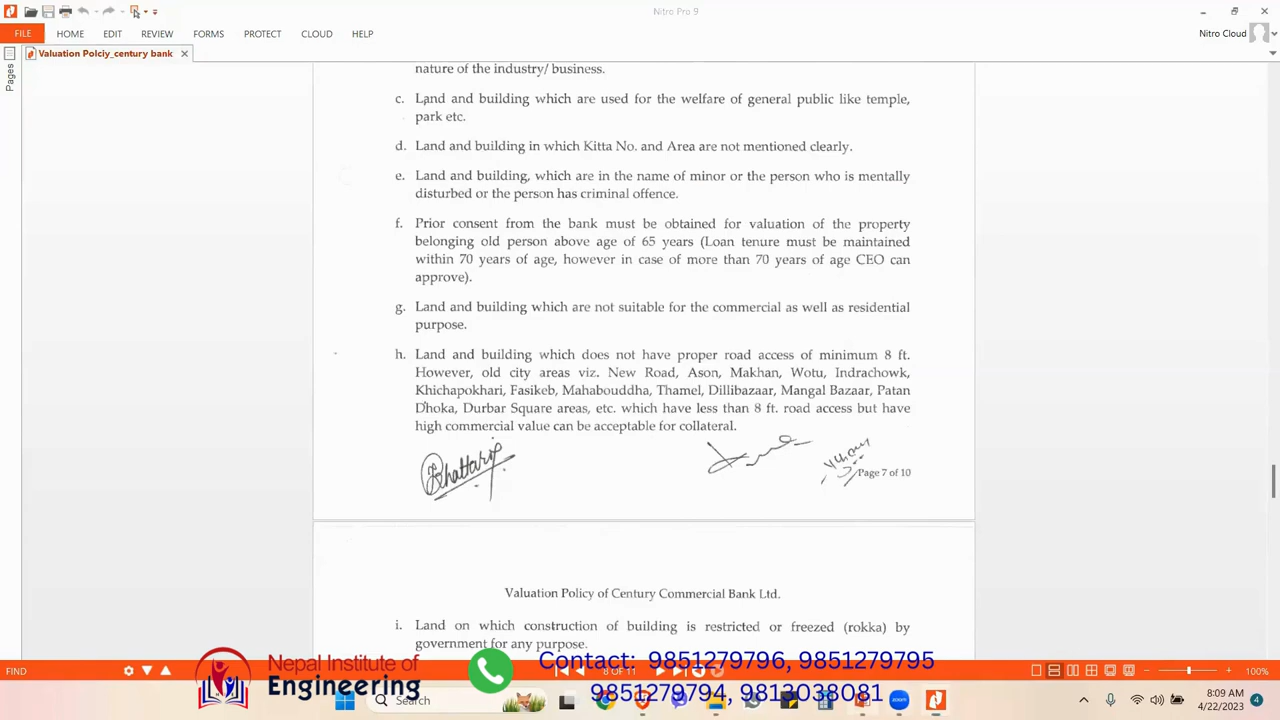 Nitro Pro 9
FILE HOME EDIT REVIEW FORMS PROTECT CLOUD HELP
Nitro Cloud
Valuation Polciy_century bank
Pages
nature of the industry/ business.
c. Land and building which are used for the welfare of general public like temple,
park etc.
d. Land and building in which Kitta No. and Area are not mentioned clearly.
e. Land and building, which are in the name of minor or the person who is mentally
disturbed or the person has criminal offence.
f. Prior consent from the bank must be obtained for valuation of the property
belonging old person above age of 65 years (Loan tenure must be maintained
within 70 years of age, however in case of more than 70 years of age CEO can
approve).
g. Land and building which are not suitable for the commercial as well as residential
purpose.
h. Land and building which does not have proper road access of minimum 8 ft.
However, old city areas viz. New Road, Ason, Makhan, Wotu, Indrachowk,
Khichapokhari, Fasikeb, Mahabouddha, Thamel, Dillibazaar, Mangal Bazaar, Patan
Dhoka, Durbar Square areas, etc. which have less than 8 ft. road access but have
high commercial value can be acceptable for collateral.
Bhattarai
Page 7 of 10
Valuation Policy of Century Commercial Bank Ltd.
i. Land on which construction of building is restricted or freezed (rokka) by
government for any purpose.
FIND
8 OF 11
100%
Nepal Institute of
Engineering
Contact: 9851279796, 9851279795
9851279794, 9813038081
Search
zoom
8:09 AM
4/22/2023
4